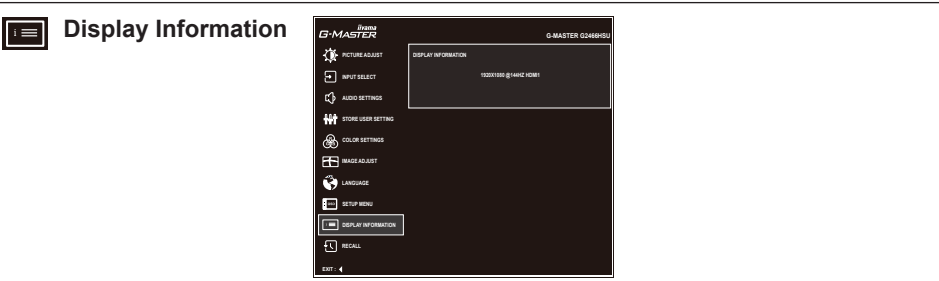 Display Information
iiyama
G-MASTER
G-MASTER G2466HSU
PICTURE ADJUST
DISPLAY INFORMATION
1920X1080 @144HZ HDMI1
INPUT SELECT
AUDIO SETTINGS
STORE USER SETTING
COLOR SETTINGS
IMAGE ADJUST
LANGUAGE
SETUP MENU
DISPLAY INFORMATION
RECALL
EXIT :